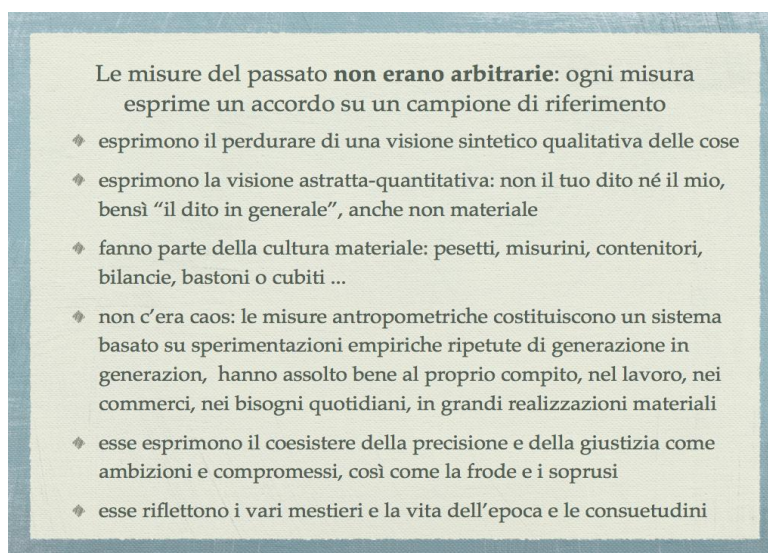 Le misure del passato non erano arbitrarie: ogni misura
esprime un accordo su un campione di riferimento
esprimono il perdurare di una visione sintetico qualitativa delle cose
esprimono la visione astratta-quantitativa: non il tuo dito né il mio,
bensì “il dito in generale”, anche non materiale
fanno parte della cultura materiale: pesetti, misurini, contenitori,
bilancie, bastoni o cubiti ...
non c’era caos: le misure antropometriche costituiscono un sistema
basato su sperimentazioni empiriche ripetute di generazione in
generazion, hanno assolto bene al proprio compito, nel lavoro, nei
commerci, nei bisogni quotidiani, in grandi realizzazioni materiali
esse esprimono il coesistere della precisione e della giustizia come
ambizioni e compromessi, così come la frode e i soprusi
esse riflettono i vari mestieri e la vita dell’epoca e le consuetudini